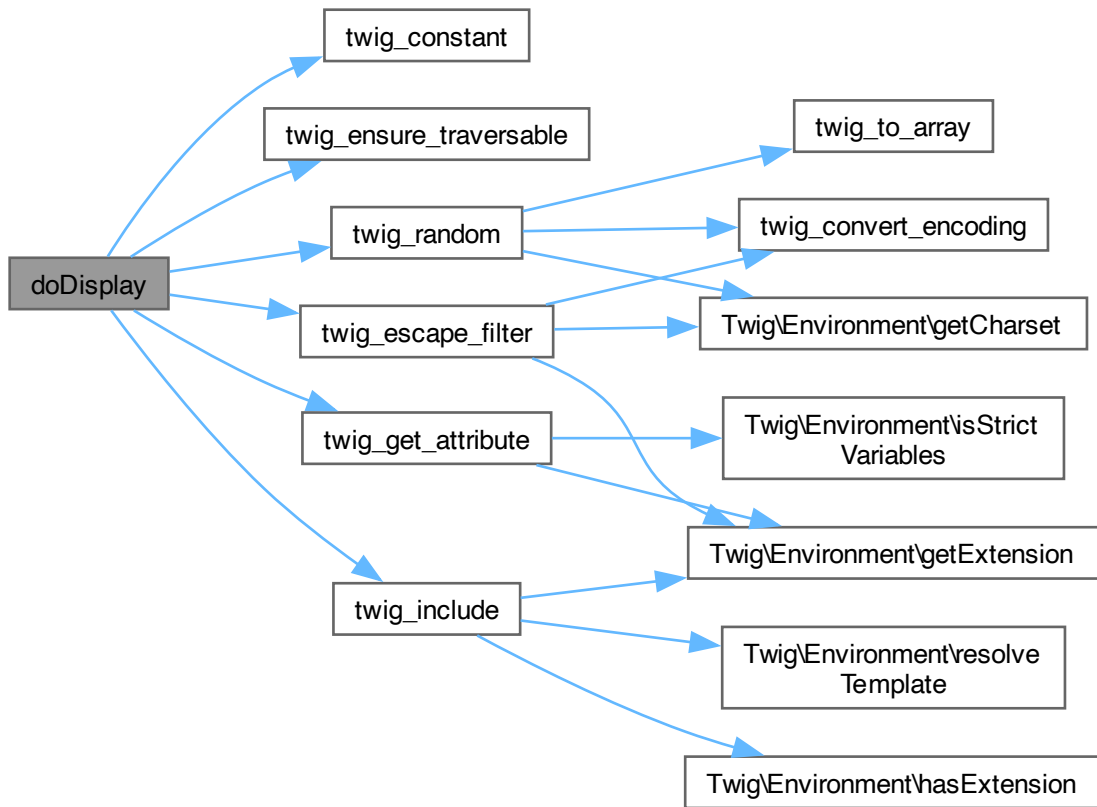 twig_constant
twig_ensure_traversable
twig_to_array
twig_random
twig_convert_encoding
doDisplay
twig_escape_filter
Twig\Environment\getCharset
twig_get_attribute
Twig\Environment\isStrict
Variables
Twig\Environment\getExtension
twig_include
Twig\Environment\resolve
Template
Twig\Environment\hasExtension